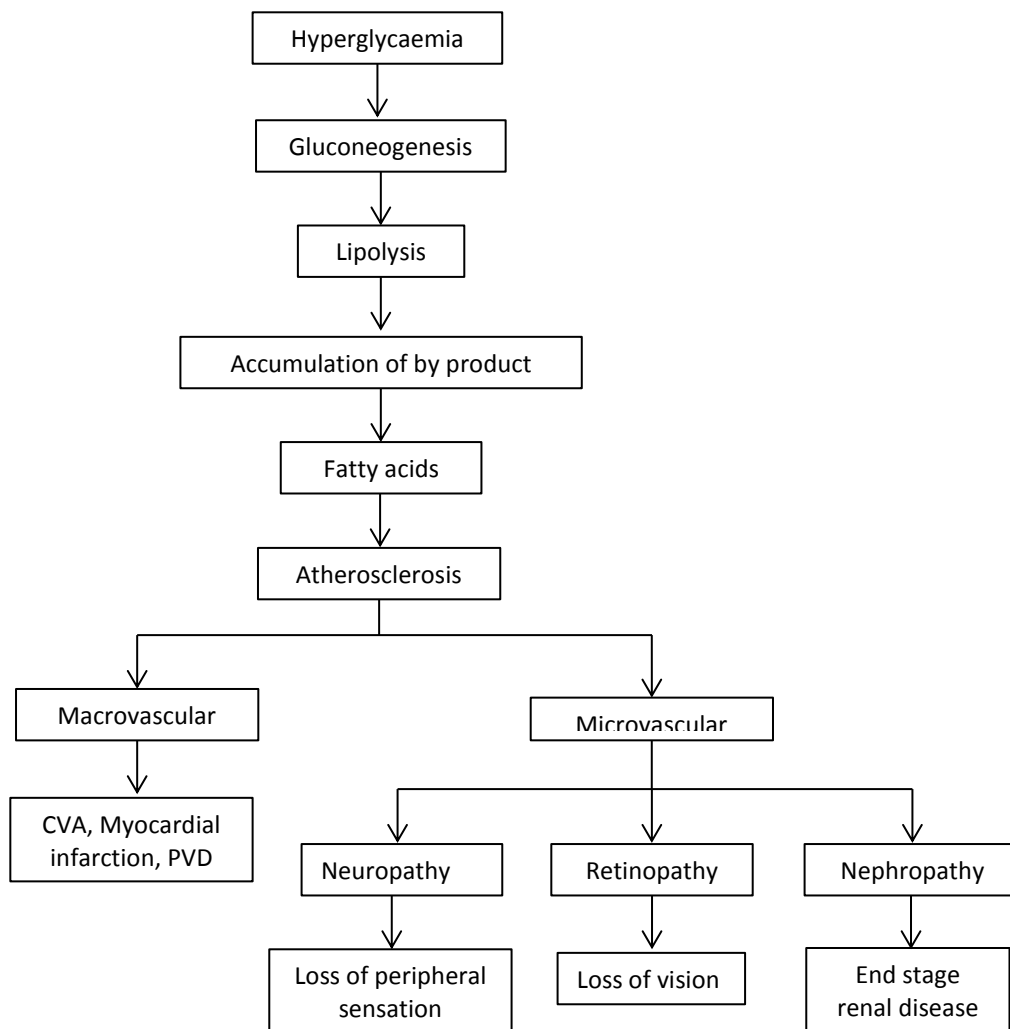 Hyperglycaemia
Gluconeogenesis
Lipolysis
Accumulation of by product
Fatty acids
Atherosclerosis
Macrovascular
Microvascular
CVA, Myocardial
infarction, PVD
Neuropathy
Retinopathy
Nephropathy
Loss of peripheral
sensation
Loss of vision
End stage
renal disease